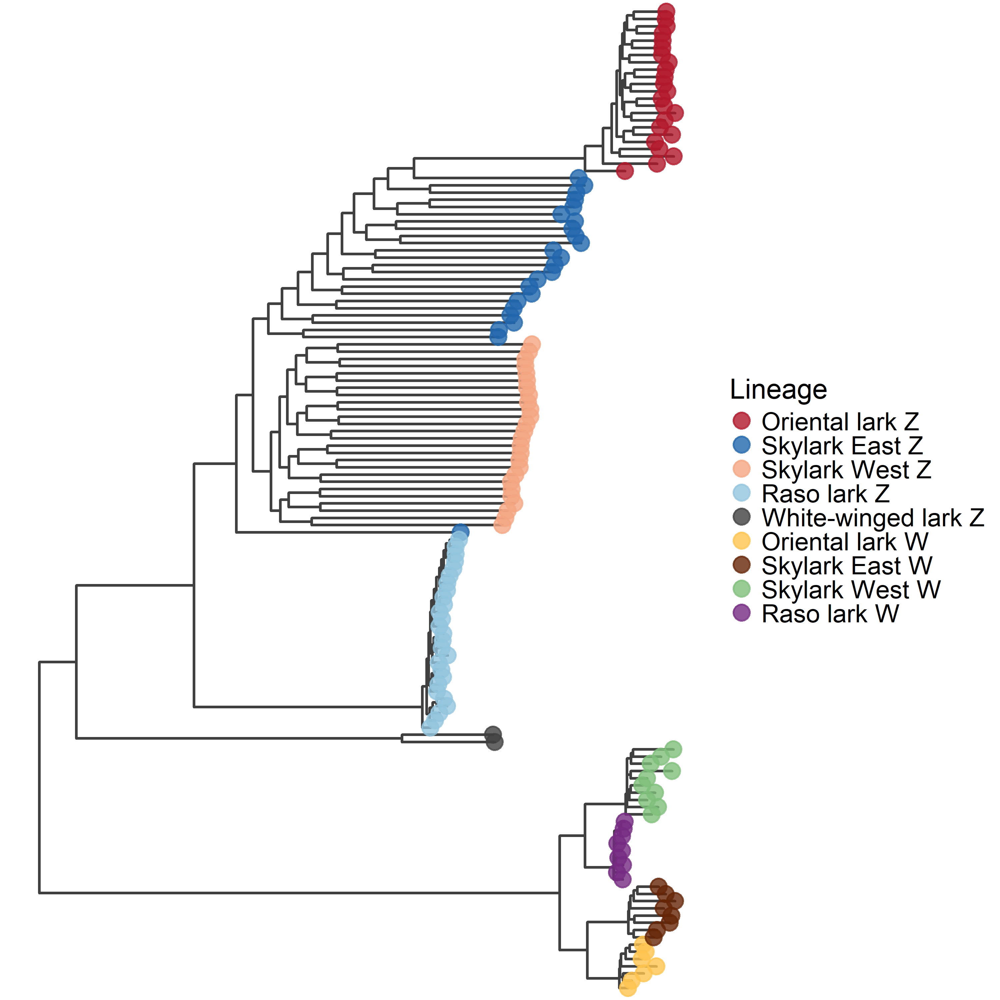 Lineage
Oriental lark Z
Skylark East Z
Skylark West Z
Raso lark Z
White-winged lark Z
Oriental lark W
Skylark East W
Skylark West W
Raso lark W